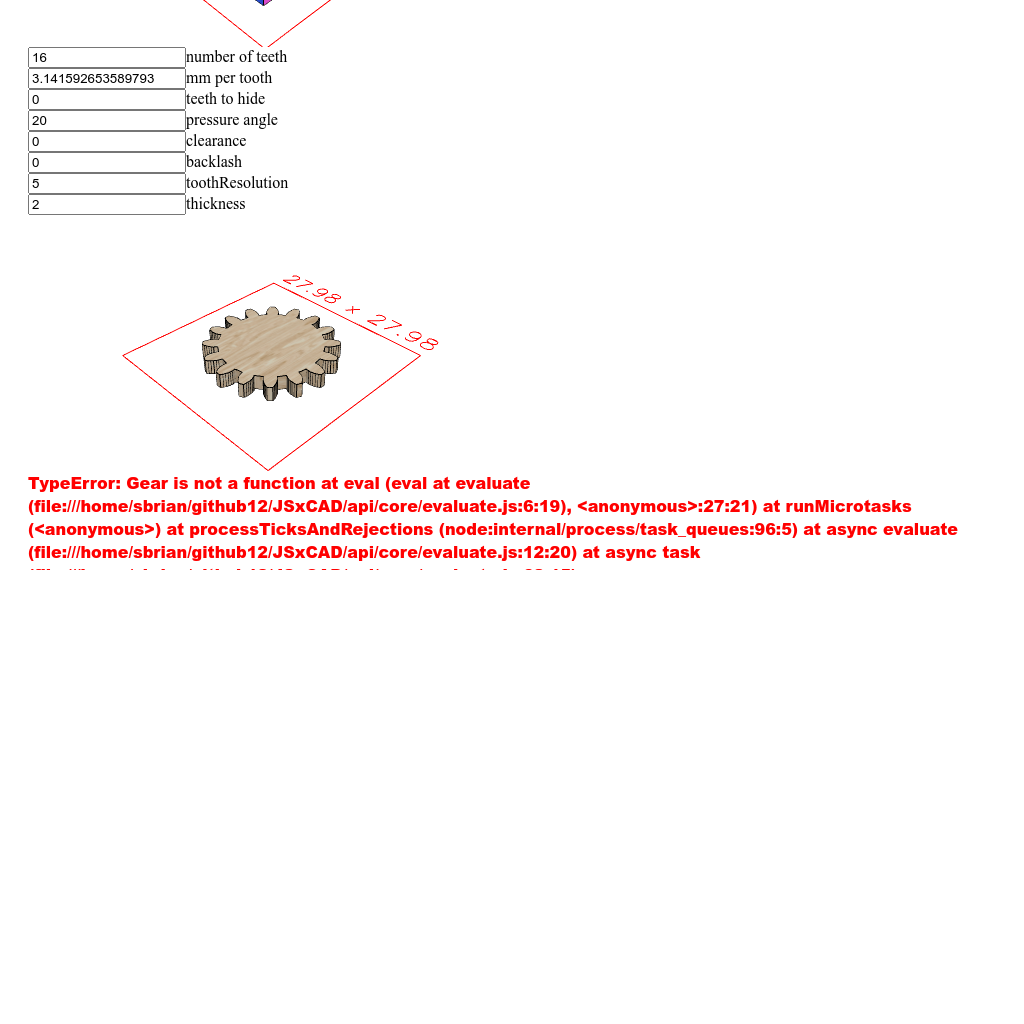 16 number of teeth
3.141592653589793 mm per tooth
0 teeth to hide
20 pressure angle
0 clearance
0 backlash
5 toothResolution
2 thickness
27.98 x 27.98
TypeError: Gear is not a function at eval (eval at evaluate
(file:///home/sbrian/github12/JSxCAD/api/core/evaluate.js:6:19), <anonymous>:27:21) at runMicrotasks
(<anonymous>) at processTicksAndRejections (node:internal/process/task_queues:96:5) at async evaluate
(file:///home/sbrian/github12/JSxCAD/api/core/evaluate.js:12:20) at async task